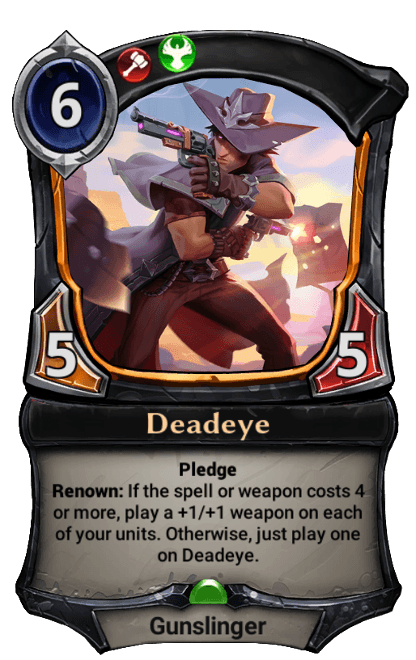 6
5
5
Deadeye
Pledge
Renown: If the spell or weapon costs 4
or more, play a +1/+1 weapon on each
of your units. Otherwise, just play one
on Deadeye.
Gunslinger